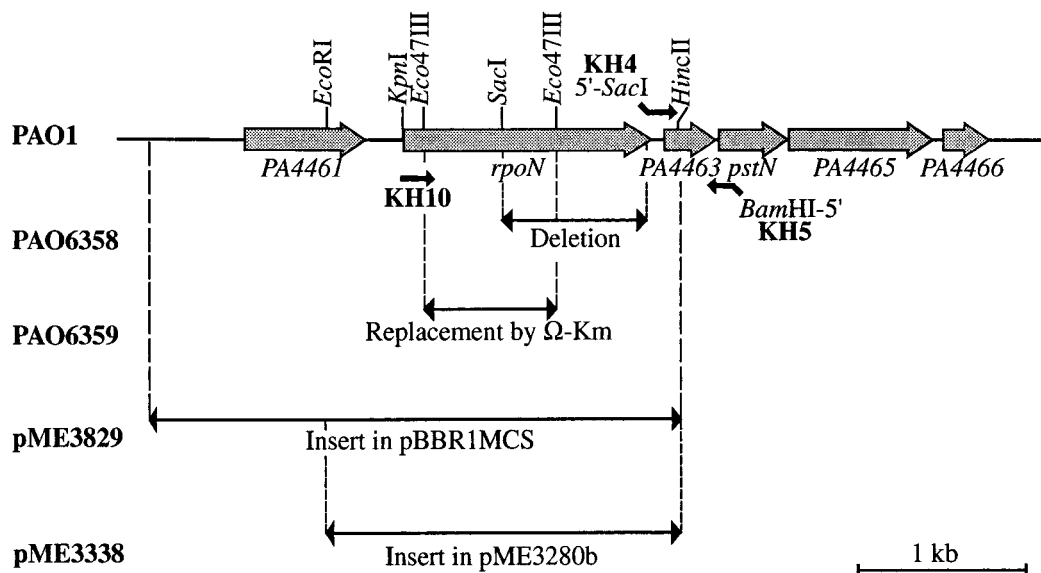 EcoRI
KpnI
Eco47III
SacI
Eco47III
KH4
5'-SacI
HincII
PAO1
PA4461
rpoN
PA4463
pstN
PA4465
PA4466
KH10
BamHI-5'
KH5
PAO6358
Deletion
PAO6359
Replacement by Ω-Km
pME3829
Insert in pBBR1MCS
pME3338
Insert in pME3280b
1 kb